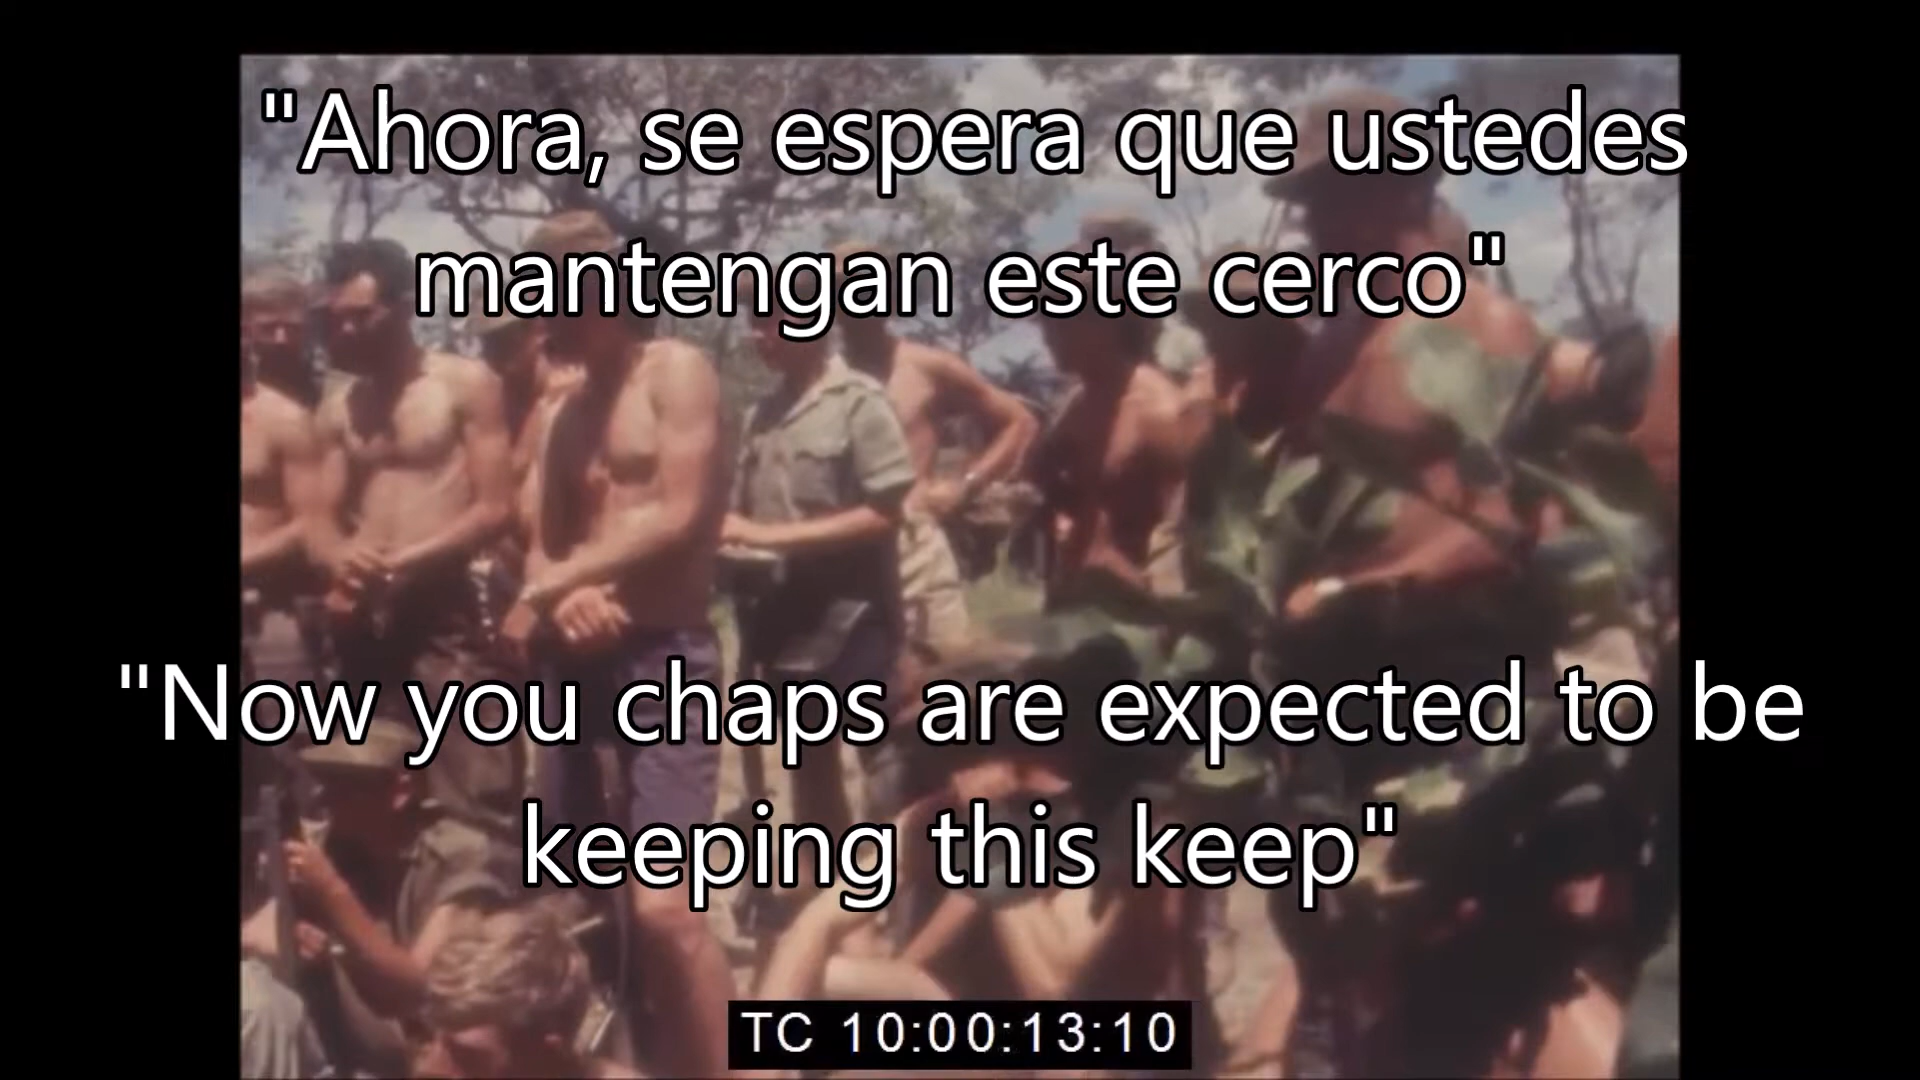 "Ahora, se espera que ustedes
mantengan este cerco"
"Now you chaps are expected to be
keeping this keep"
TC 10:00:13:10